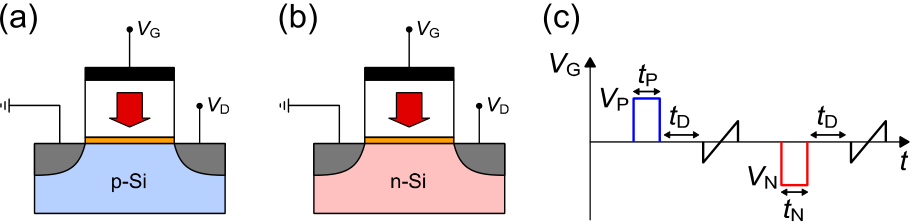 (a)
V_G
V_D
p-Si
(b)
V_G
V_D
n-Si
(c)
V_G
t_P
V_P
t_D
t_D
t
V_N
t_N